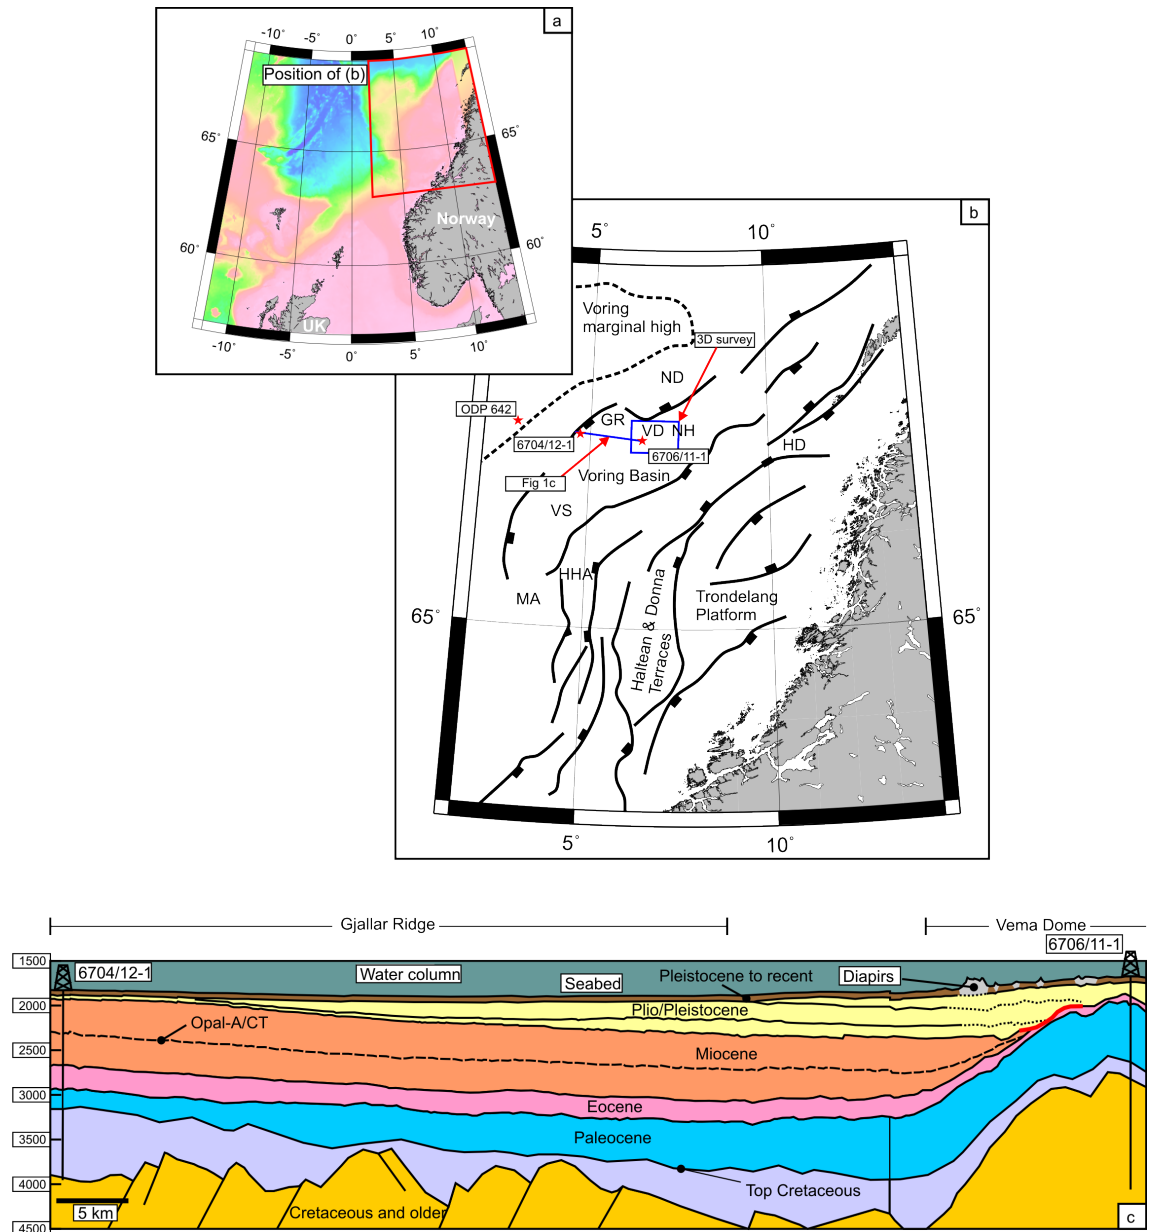 a
-10° -5° 0° 5° 10°
Position of (b)
65° 65°
Norway
60° 60°
UK
-10° -5° 0° 5° 10°
b
5° 10°
Voring
marginal high
3D survey
ND
ODP 642
GR
VD NH
6704/12-1
6706/11-1
HD
Fig 1c
Voring Basin
VS
HHA
MA
Trondelang
Platform
Haltean & Donna
Terraces
65° 65°
5° 10°
Gjallar Ridge
Vema Dome
6706/11-1
1500
6704/12-1
Water column
Pleistocene to recent
Diapirs
Seabed
2000
Plio/Pleistocene
Opal-A/CT
2500
Miocene
3000
Eocene
3500
Paleocene
4000
Top Cretaceous
5 km
Cretaceous and older
4500
c